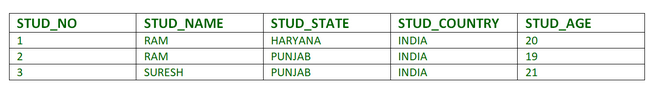 STUD_NO STUD_NAME STUD_STATE STUD_COUNTRY STUD_AGE
1 RAM HARYANA INDIA 20
2 RAM PUNJAB INDIA 19
3 SURESH PUNJAB INDIA 21